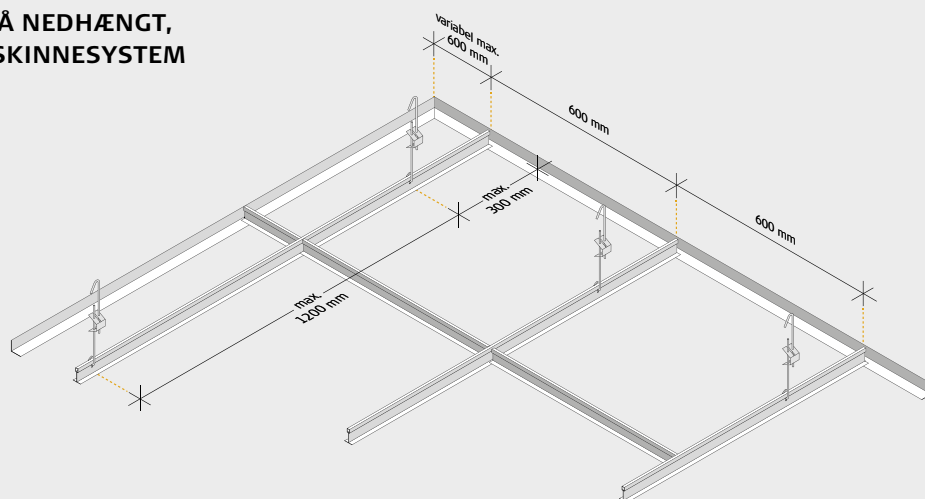 Å NEDHÆNGT,
SKINNESYSTEM
variabel max.
600 mm
600 mm
600 mm
max.
300 mm
max.
1200 mm